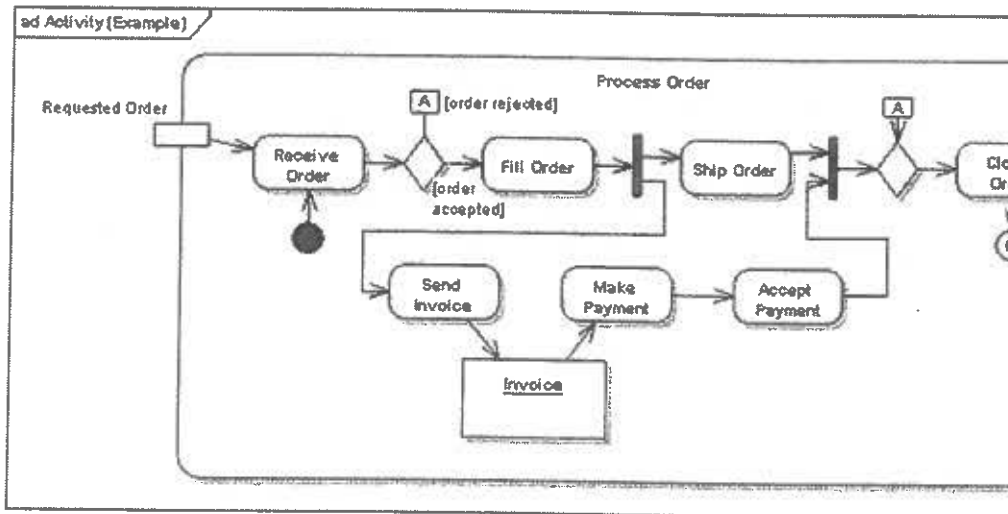 ad Activity [Example]
Process Order
Requested Order
A
[order rejected]
A
Receive
Order
Fill Order
Ship Order
[order
accepted]
Send
Invoice
Make
Payment
Accept
Payment
Invoice